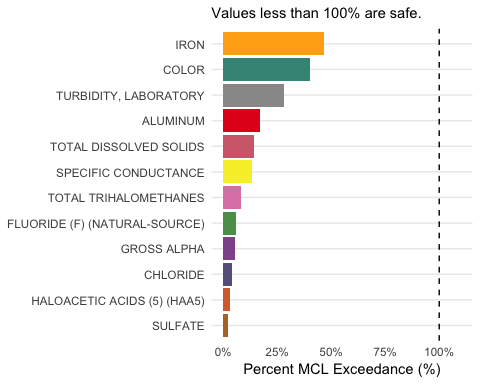 Values less than 100% are safe.
IRON
COLOR
TURBIDITY, LABORATORY
ALUMINUM
TOTAL DISSOLVED SOLIDS
SPECIFIC CONDUCTANCE
TOTAL TRIHALOMETHANES
FLUORIDE (F) (NATURAL-SOURCE)
GROSS ALPHA
CHLORIDE
HALOACETIC ACIDS (5) (HAA5)
SULFATE
0% 25% 50% 75% 100%
Percent MCL Exceedance (%)